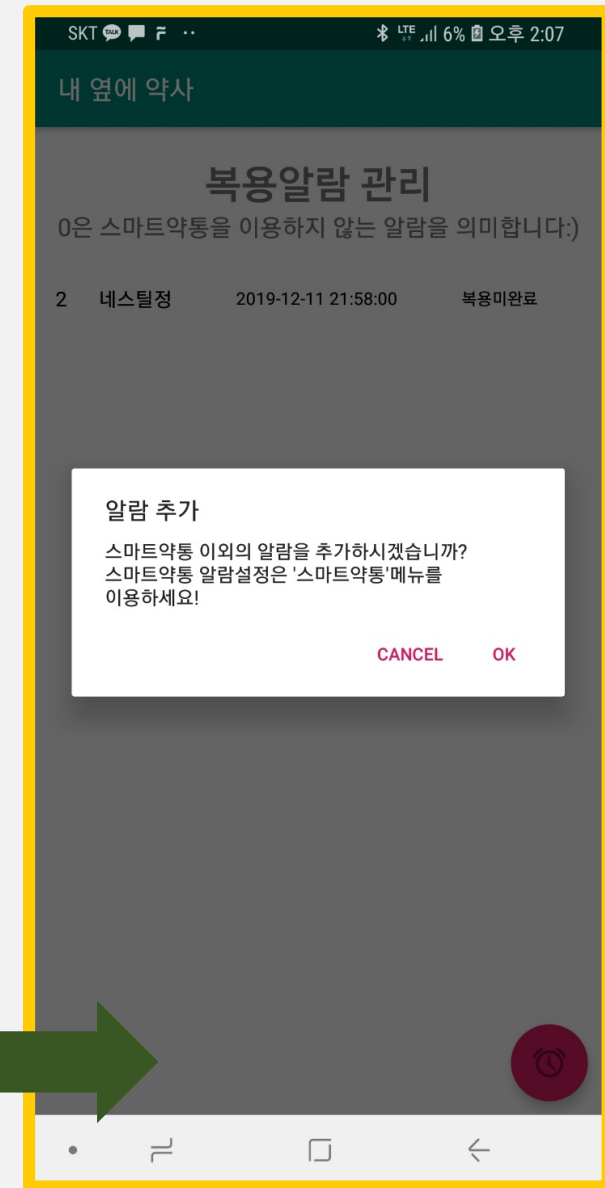 SKT TALK LTE 6% 오후 2:07
내 옆에 약사
복용알람 관리
0은 스마트약통을 이용하지 않는 알람을 의미합니다:)
2 네스틸정 2019-12-11 21:58:00 복용미완료
알람 추가
스마트약통 이외의 알람을 추가하시겠습니까?
스마트약통 알람설정은 '스마트약통'메뉴를
이용하세요!
CANCEL OK